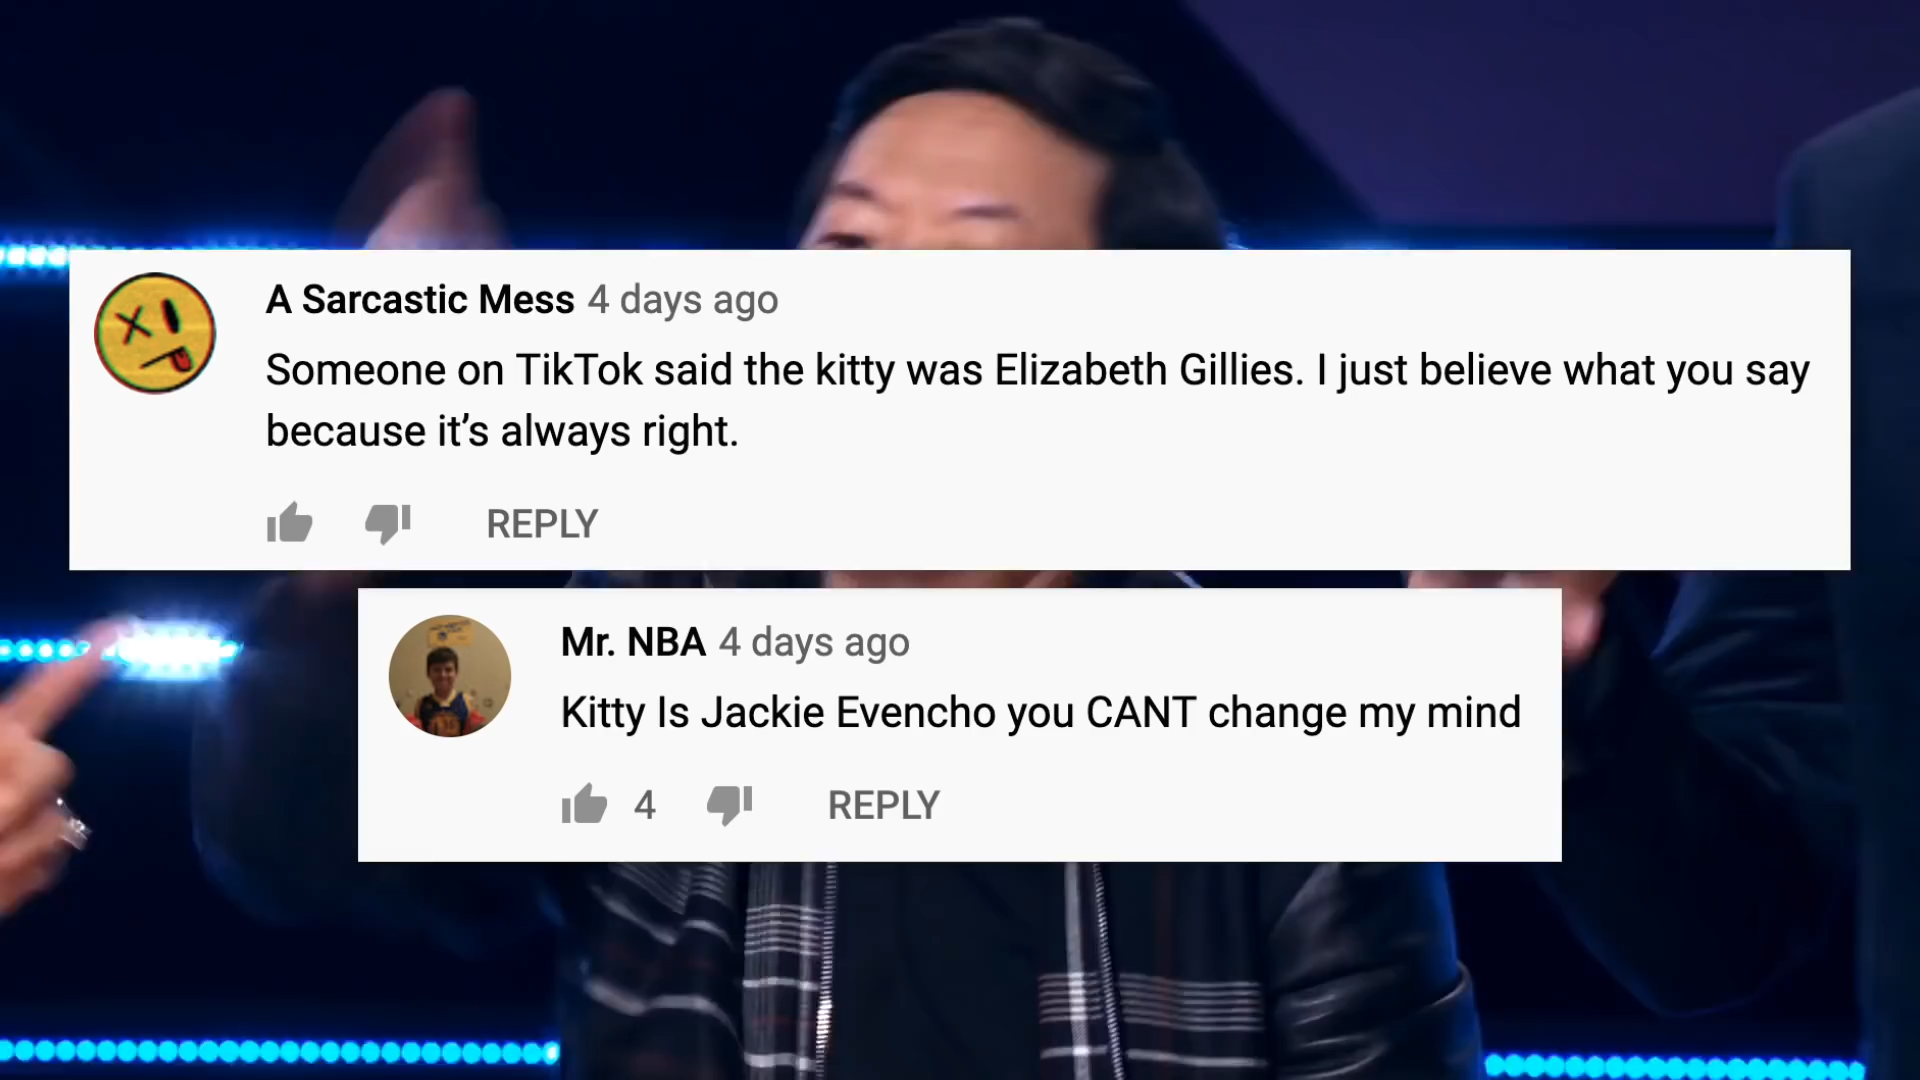 A Sarcastic Mess 4 days ago
Someone on TikTok said the kitty was Elizabeth Gillies. I just believe what you say
because it’s always right.
REPLY
Mr. NBA 4 days ago
Kitty Is Jackie Evencho you CANT change my mind
4 REPLY